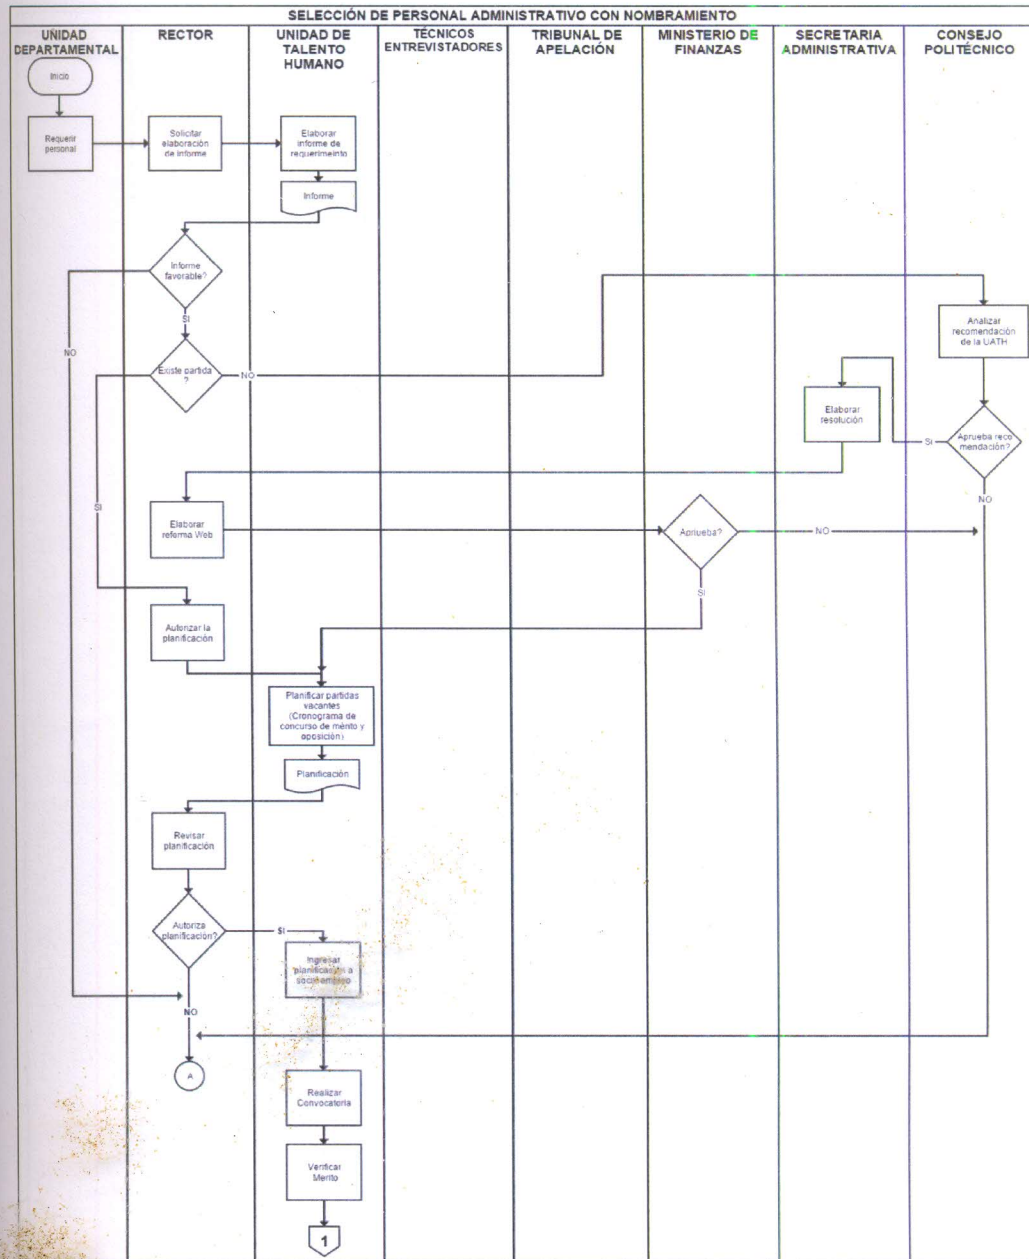 SELECCIÓN DE PERSONAL ADMINISTRATIVO CON NOMBRAMIENTO
UNIDAD
DEPARTAMENTAL
RECTOR
UNIDAD DE
TALENTO
HUMANO
TÉCNICOS
ENTREVISTADORES
TRIBUNAL DE
APELACIÓN
MINISTERIO DE
FINANZAS
SECRETARIA
ADMINISTRATIVA
CONSEJO
POLITÉCNICO
Inicio
Requerir
personal
Solicitar
elaboración
de informe
Elaborar
informe de
requerimeinto
Informe
Informe
favorable?
SI
NO
Existe partida
?
NO
SI
Analizar
recomendación
de la UATH
Elaborar
resolución
SI
Aprueba reco
mendación?
NO
Elaborar
reforma Web
Aprueba?
NO
SI
Autorizar la
planificación
Planificar partidas
vacantes
(Cronograma de
concurso de mérito y
oposición)
Planificación
Revisar
planificación
Autoriza
planificación?
SI
Ingresar
planificación a
NO
A
Realizar
Convocatoria
Verificar
Merito
1